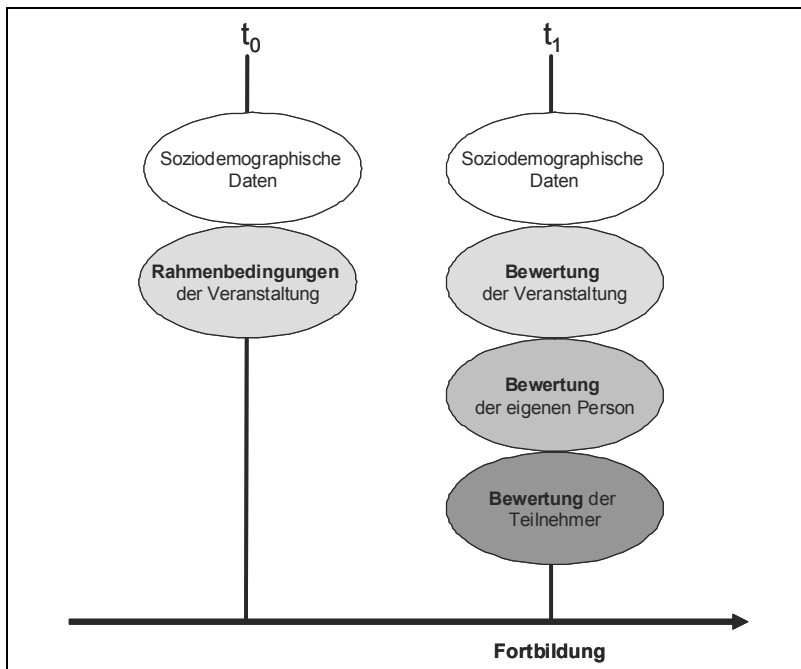 t0
Soziodemographische
Daten
Rahmenbedingungen
der Veranstaltung
t1
Soziodemographische
Daten
Bewertung
der Veranstaltung
Bewertung
der eigenen Person
Bewertung der
Teilnehmer
Fortbildung